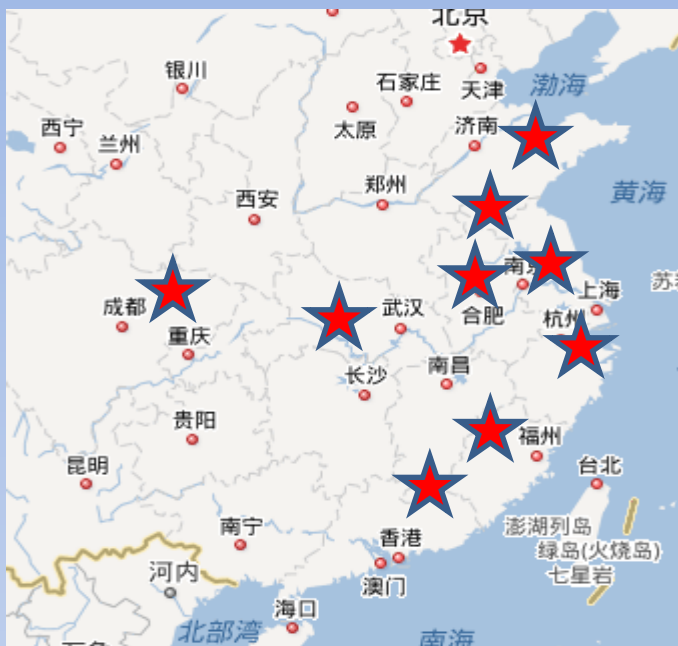 北京
银川
石家庄
天津
渤海
太原
济南
西宁
兰州
郑州
西安
黄海
南京
合肥
上海
成都
武汉
杭州
重庆
南昌
长沙
贵阳
福州
昆明
台北
南宁
香港
澎湖列岛
绿岛(火烧岛)
七星岩
河内
澳门
海口
北部湾
南海